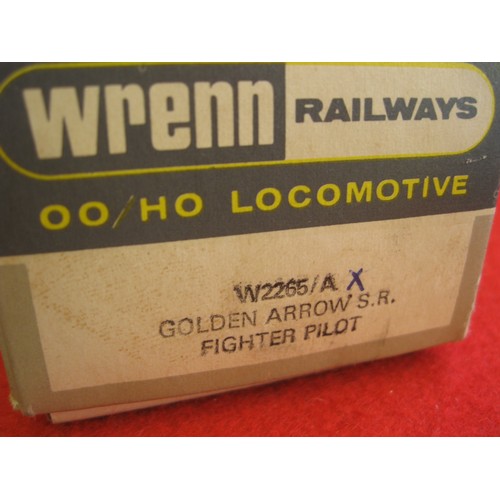 wrenn RAILWAYS
OO/HO LOCOMOTIVE
W2265/A X
GOLDEN ARROW S.R.
FIGHTER PILOT